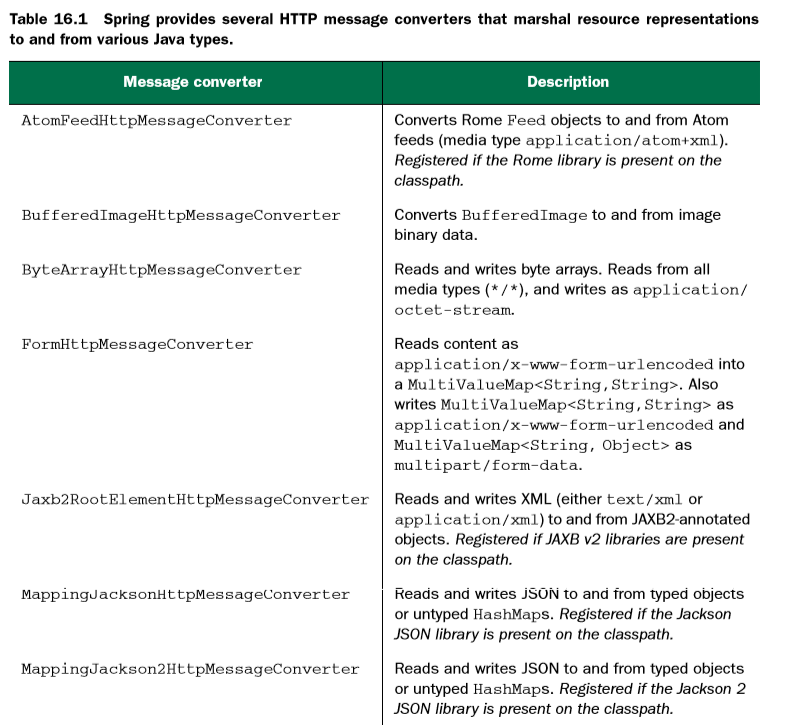 Table 16.1 Spring provides several HTTP message converters that marshal resource representations
to and from various Java types.
Message converter Description
AtomFeedHttpMessageConverter Converts Rome Feed objects to and from Atom
feeds (media type application/atom+xml).
Registered if the Rome library is present on the
classpath.
BufferedImageHttpMessageConverter Converts BufferedImage to and from image
binary data.
ByteArrayHttpMessageConverter Reads and writes byte arrays. Reads from all
media types (*/*), and writes as application/
octet-stream.
FormHttpMessageConverter Reads content as
application/x-www-form-urlencoded into
a MultiValueMap<String,String>. Also
writes MultiValueMap<String,String> as
application/x-www-form-urlencoded and
MultiValueMap<String, Object> as
multipart/form-data.
Jaxb2RootElementHttpMessageConverter Reads and writes XML (either text/xml or
application/xml) to and from JAXB2-annotated
objects. Registered if JAXB v2 libraries are present
on the classpath.
MappingJacksonHttpMessageConverter Reads and writes JSON to and from typed objects
or untyped HashMaps. Registered if the Jackson
JSON library is present on the classpath.
MappingJackson2HttpMessageConverter Reads and writes JSON to and from typed objects
or untyped HashMaps. Registered if the Jackson 2
JSON library is present on the classpath.